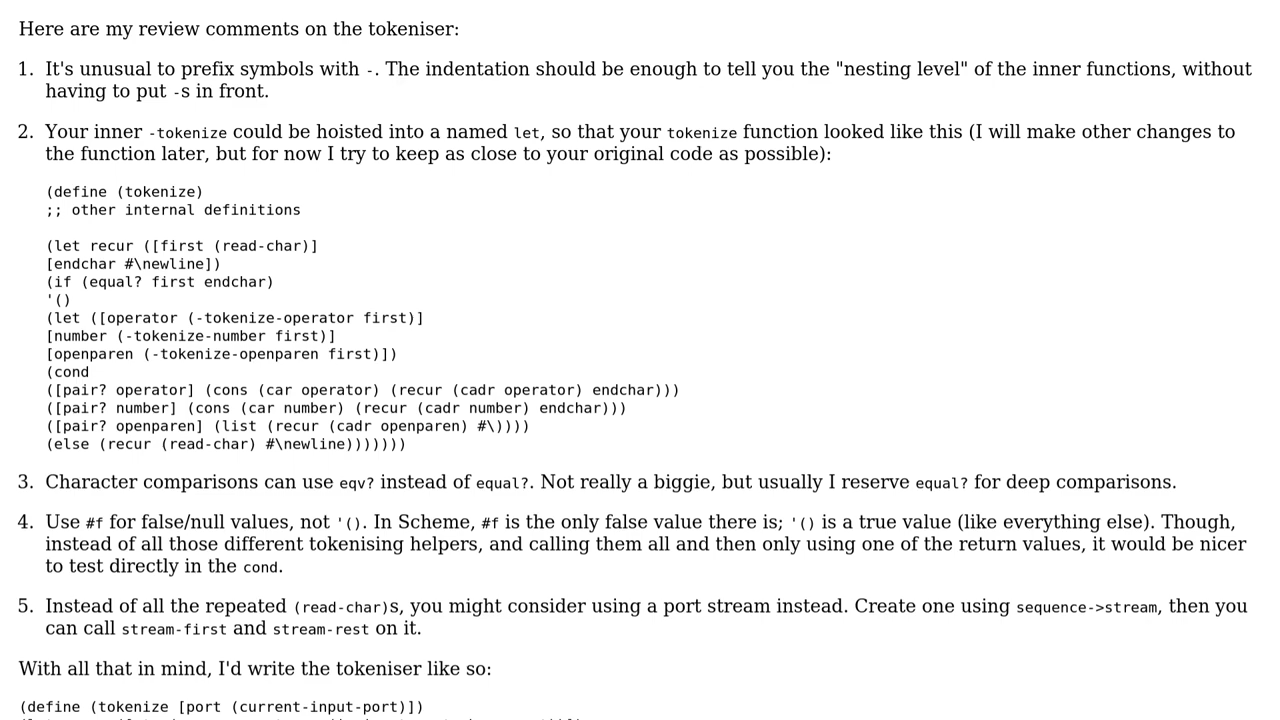 Here are my review comments on the tokeniser:
1. It's unusual to prefix symbols with -. The indentation should be enough to tell you the "nesting level" of the inner functions, without
having to put -s in front.
2. Your inner -tokenize could be hoisted into a named let, so that your tokenize function looked like this (I will make other changes to
the function later, but for now I try to keep as close to your original code as possible):
(define (tokenize)
;; other internal definitions
(let recur ([first (read-char)]
[endchar #\newline])
(if (equal? first endchar)
'()
(let ([operator (-tokenize-operator first)]
[number (-tokenize-number first)]
[openparen (-tokenize-openparen first)])
(cond
([pair? operator] (cons (car operator) (recur (cadr operator) endchar)))
([pair? number] (cons (car number) (recur (cadr number) endchar)))
([pair? openparen] (list (recur (cadr openparen) #\))))
(else (recur (read-char) #\newline)))))))
3. Character comparisons can use eqv? instead of equal?. Not really a biggie, but usually I reserve equal? for deep comparisons.
4. Use #f for false/null values, not '(). In Scheme, #f is the only false value there is; '() is a true value (like everything else). Though,
instead of all those different tokenising helpers, and calling them all and then only using one of the return values, it would be nicer
to test directly in the cond.
5. Instead of all the repeated (read-char)s, you might consider using a port stream instead. Create one using sequence->stream, then you
can call stream-first and stream-rest on it.
With all that in mind, I'd write the tokeniser like so:
(define (tokenize [port (current-input-port)])